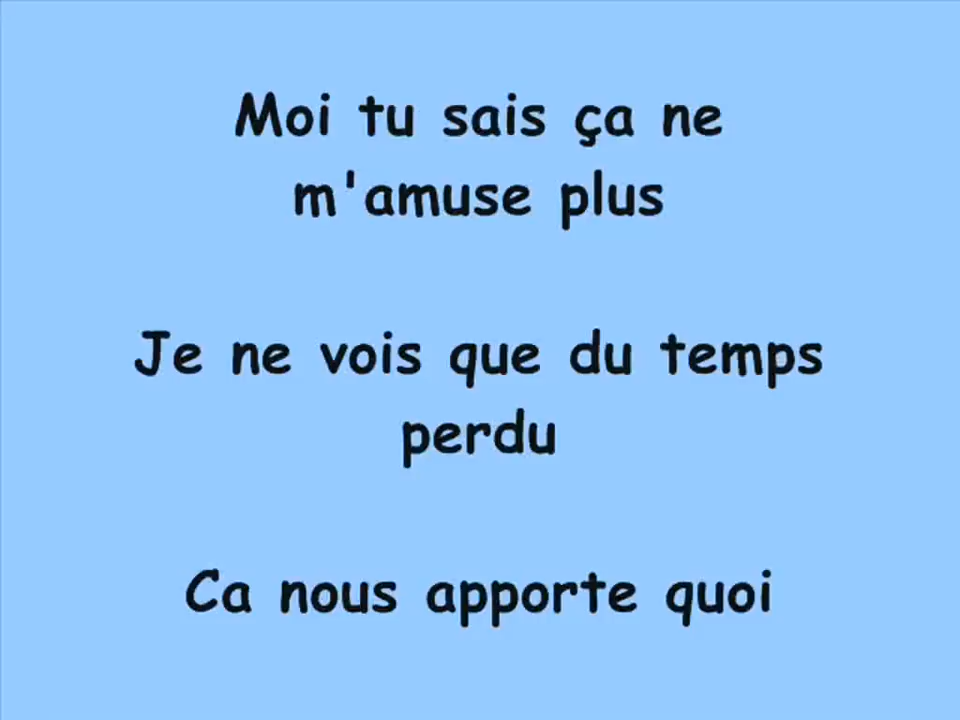 Moi tu sais ça ne
m'amuse plus
Je ne vois que du temps
perdu
Ca nous apporte quoi